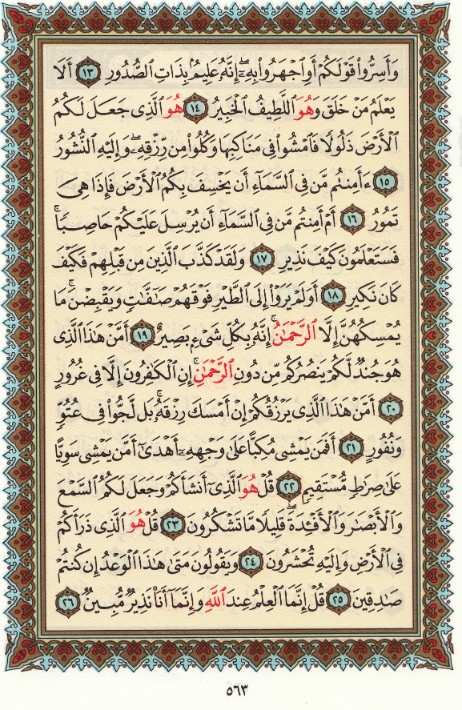 وَأَسِرُّوا۟ قَوْلَكُمْ أَوِ ٱجْهَرُوا۟ بِهِۦٓ إِنَّهُۥ عَلِيمٌۢ بِذَاتِ ٱلصُّدُورِ ١٣ أَلَا
يَعْلَمُ مَنْ خَلَقَ وَهُوَ ٱللَّطِيفُ ٱلْخَبِيرُ ١٤ هُوَ ٱلَّذِى جَعَلَ لَكُمُ
ٱلْأَرْضَ ذَلُولًا فَٱمْشُوا۟ فِى مَنَاكِبِهَا وَكُلُوا۟ مِن رِّزْقِهِۦ وَإِلَيْهِ ٱلنُّشُورُ
١٥ ءَأَمِنتُم مَّن فِى ٱلسَّمَآءِ أَن يَخْسِفَ بِكُمُ ٱلْأَرْضَ فَإِذَا هِىَ
تَمُورُ ١٦ أَمْ أَمِنتُم مَّن فِى ٱلسَّمَآءِ أَن يُرْسِلَ عَلَيْكُمْ حَاصِبًا ۖ
فَسَتَعْلَمُونَ كَيْفَ نَذِيرِ ١٧ وَلَقَدْ كَذَّبَ ٱلَّذِينَ مِن قَبْلِهِمْ فَكَيْفَ
كَانَ نَكِيرِ ١٨ أَوَلَمْ يَرَوْا۟ إِلَى ٱلطَّيْرِ فَوْقَهُمْ صَٰٓفَّٰتٍ وَيَقْبِضْنَ ۚ مَا
يُمْسِكُهُنَّ إِلَّا ٱلرَّحْمَٰنُ ۚ إِنَّهُۥ بِكُلِّ شَىْءٍۭ بَصِيرٌ ١٩ أَمَّنْ هَٰذَا ٱلَّذِى
هُوَ جُندٌ لَّكُمْ يَنصُرُكُم مِّن دُونِ ٱلرَّحْمَٰنِ ۚ إِنِ ٱلْكَٰفِرُونَ إِلَّا فِى غُرُورٍ
٢٠ أَمَّنْ هَٰذَا ٱلَّذِى يَرْزُقُكُمْ إِنْ أَمْسَكَ رِزْقَهُۥ ۚ بَل لَّجُّوا۟ فِى عُتُوٍّ
وَنُفُورٍ ٢١ أَفَمَن يَمْشِى مُكِبًّا عَلَىٰ وَجْهِهِۦٓ أَهْدَىٰٓ أَمَّن يَمْشِى سَوِيًّا
عَلَىٰ صِرَٰطٍ مُّسْتَقِيمٍ ٢٢ قُلْ هُوَ ٱلَّذِىٓ أَنشَأَكُمْ وَجَعَلَ لَكُمُ ٱلسَّمْعَ
وَٱلْأَبْصَٰرَ وَٱلْأَفْـِٔدَةَ ۖ قَلِيلًا مَّا تَشْكُرُونَ ٢٣ قُلْ هُوَ ٱلَّذِى ذَرَأَكُمْ
فِى ٱلْأَرْضِ وَإِلَيْهِ تُحْشَرُونَ ٢٤ وَيَقُولُونَ مَتَىٰ هَٰذَا ٱلْوَعْدُ إِن كُنتُمْ
صَٰدِقِينَ ٢٥ قُلْ إِنَّمَا ٱلْعِلْمُ عِندَ ٱللَّهِ وَإِنَّمَآ أَنَا۠ نَذِيرٌ مُّبِينٌ ٢٦
٥٦٣